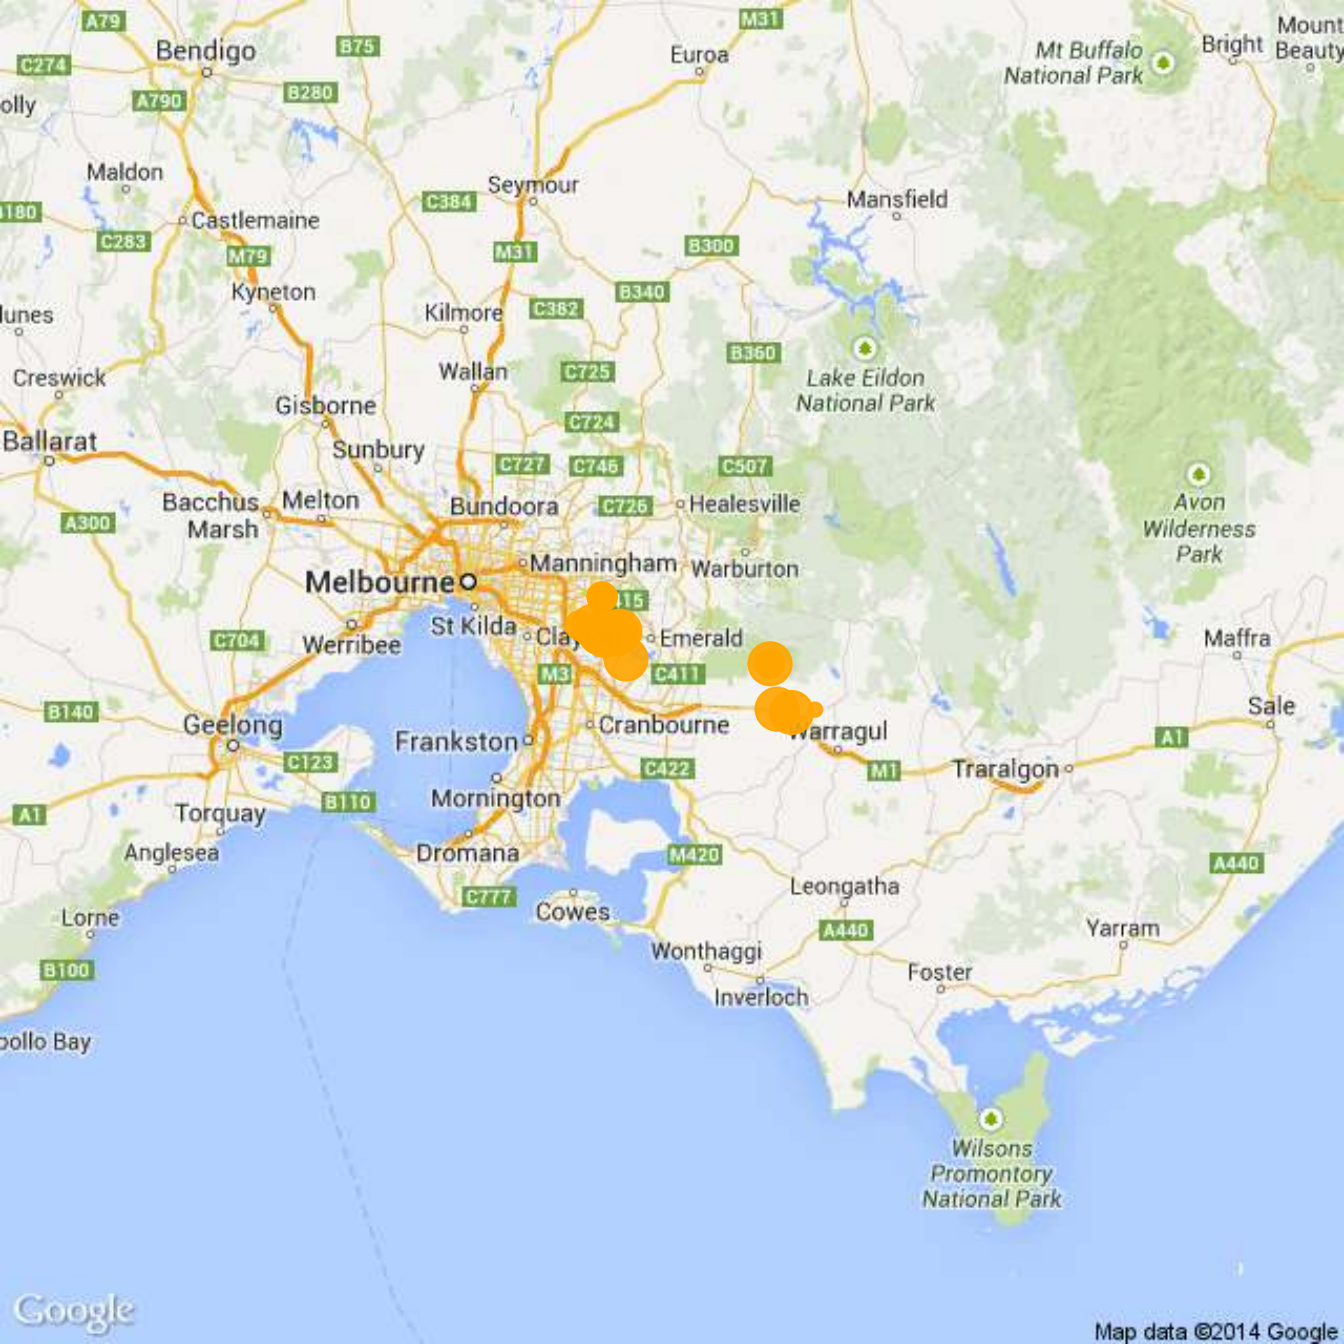 A79
M31
Mount
Bendigo
B75
Euroa
Mt Buffalo
National Park
Bright
Beauty
C274
A790
B280
olly
Maldon
Seymour
Mansfield
180
C384
Castlemaine
C283
M79
M31
B300
Kyneton
B340
lunes
Kilmore
C382
B360
Wallan
C725
Creswick
Lake Eildon
National Park
Gisborne
C724
Ballarat
Sunbury
C727
C746
C507
Bacchus
Marsh
Melton
Bundoora
C726
Healesville
Avon
Wilderness
Park
A300
Manningham
Warburton
Melbourne
15
St Kilda
Clay
Emerald
C704
Werribee
Maffra
M3
C411
B140
Geelong
Sale
Cranbourne
Warragul
Frankston
A1
C123
C422
M1
Traralgon
B110
Mornington
A1
Torquay
Anglesea
Dromana
M420
A440
C777
Leongatha
Cowes
Lorne
A440
Yarram
Wonthaggi
B100
Foster
Inverloch
pollo Bay
Wilsons
Promontory
National Park
Google
Map data ©2014 Google